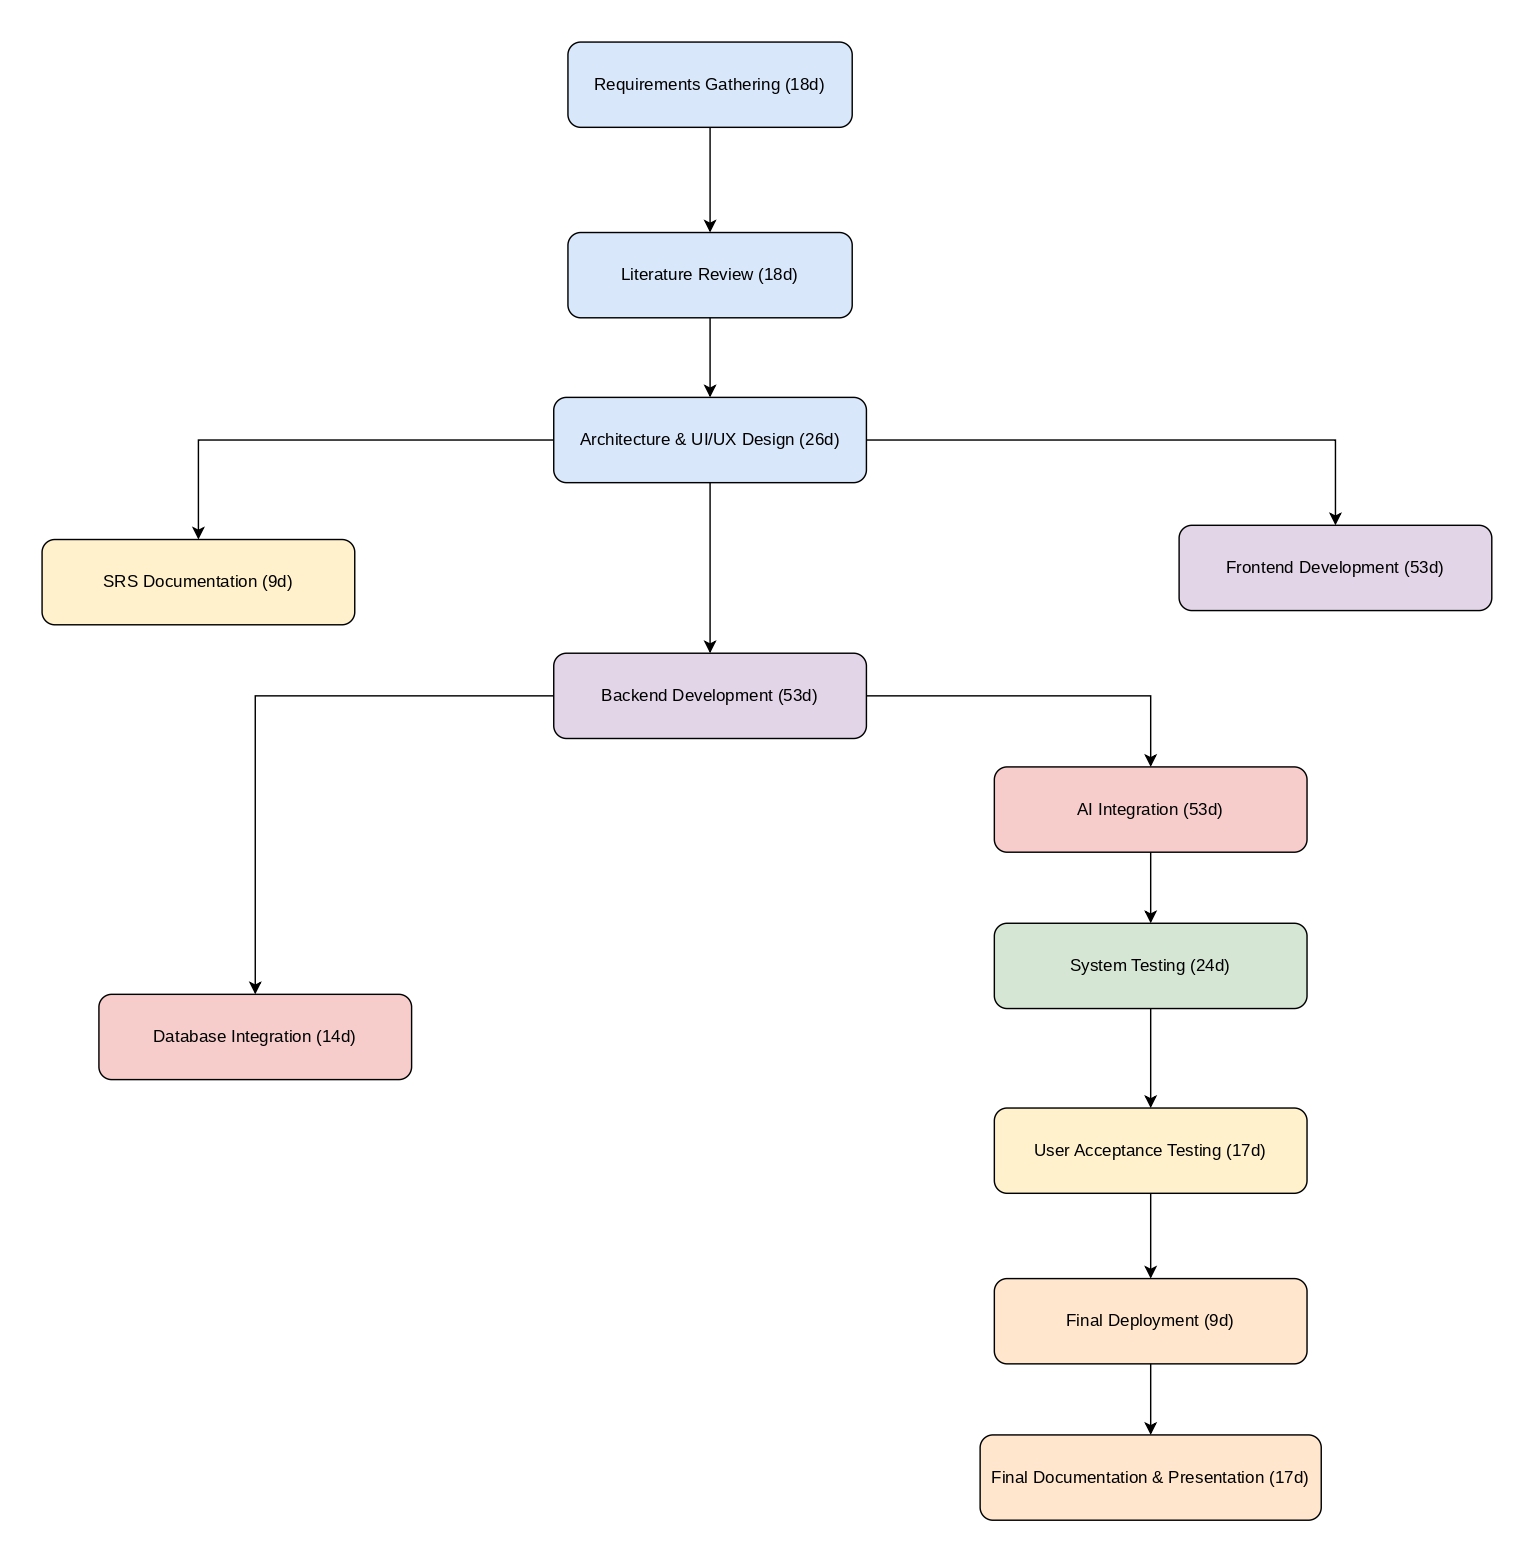 Requirements Gathering (18d)
Literature Review (18d)
Architecture & UI/UX Design (26d)
SRS Documentation (9d)
Frontend Development (53d)
Backend Development (53d)
AI Integration (53d)
System Testing (24d)
Database Integration (14d)
User Acceptance Testing (17d)
Final Deployment (9d)
Final Documentation & Presentation (17d)